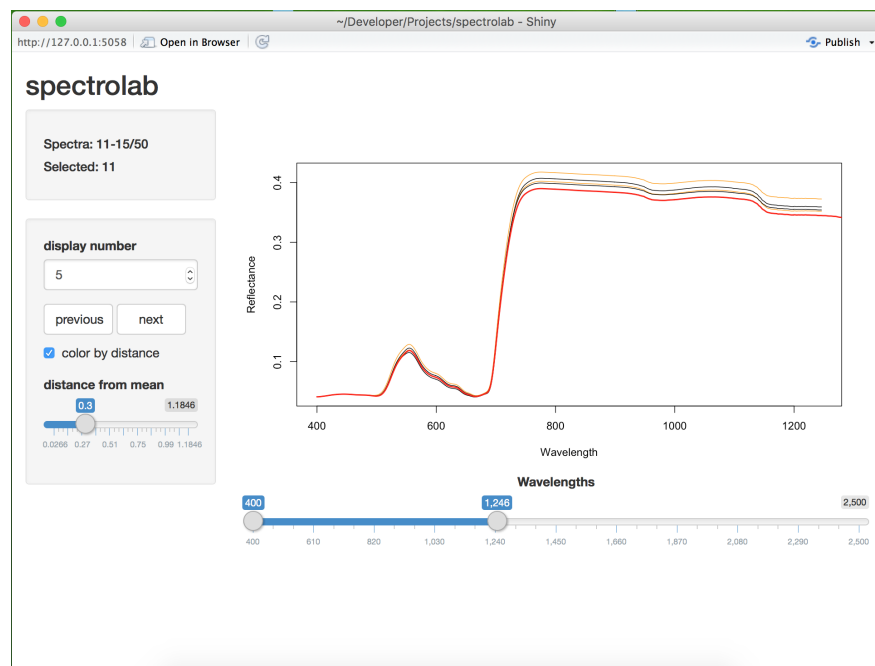 ~/Developer/Projects/spectrolab - Shiny
http://127.0.0.1:5058 Open in Browser Publish
spectrolab
Spectra: 11-15/50
Selected: 11
display number
5
previous next
color by distance
distance from mean
0.3 1.1846
0.0266 0.27 0.51 0.75 0.99 1.1846
Reflectance
0.4
0.3
0.2
0.1
400 600 800 1000 1200
Wavelength
Wavelengths
400 1,246 2,500
400 610 820 1,030 1,240 1,450 1,660 1,870 2,080 2,290 2,500